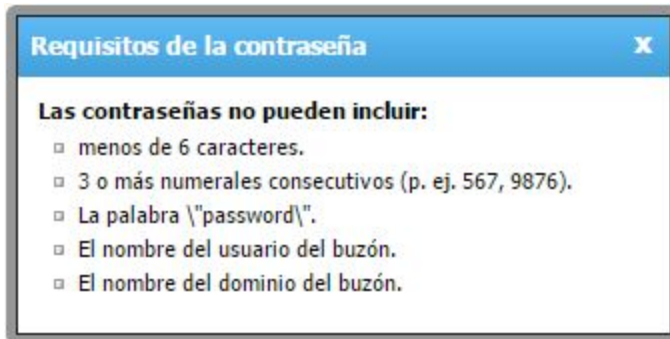 Requisitos de la contraseña x
Las contraseñas no pueden incluir:
menos de 6 caracteres.
3 o más numerales consecutivos (p. ej. 567, 9876).
La palabra \"password\".
El nombre del usuario del buzón.
El nombre del dominio del buzón.